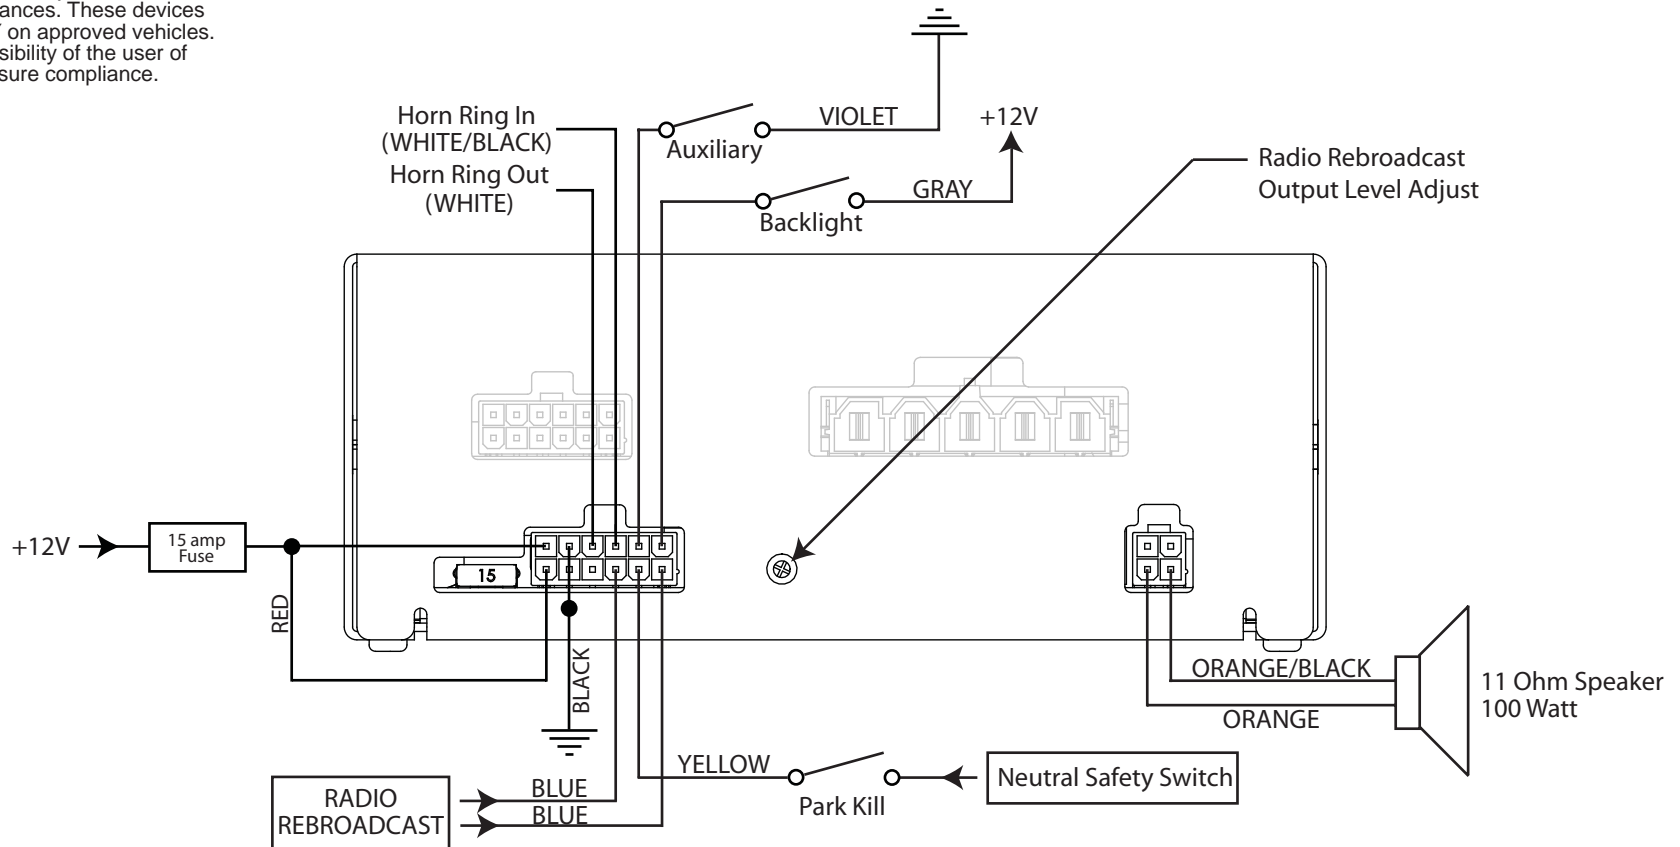 ances. These devices
on approved vehicles.
sibility of the user of
sure compliance.
Horn Ring In
(WHITE/BLACK)
Horn Ring Out
(WHITE)
Auxiliary
VIOLET
+12V
Backlight
GRAY
Radio Rebroadcast
Output Level Adjust
+12V
15 amp
Fuse
15
RED
BLACK
ORANGE/BLACK
ORANGE
11 Ohm Speaker
100 Watt
YELLOW
Park Kill
Neutral Safety Switch
RADIO
REBROADCAST
BLUE
BLUE